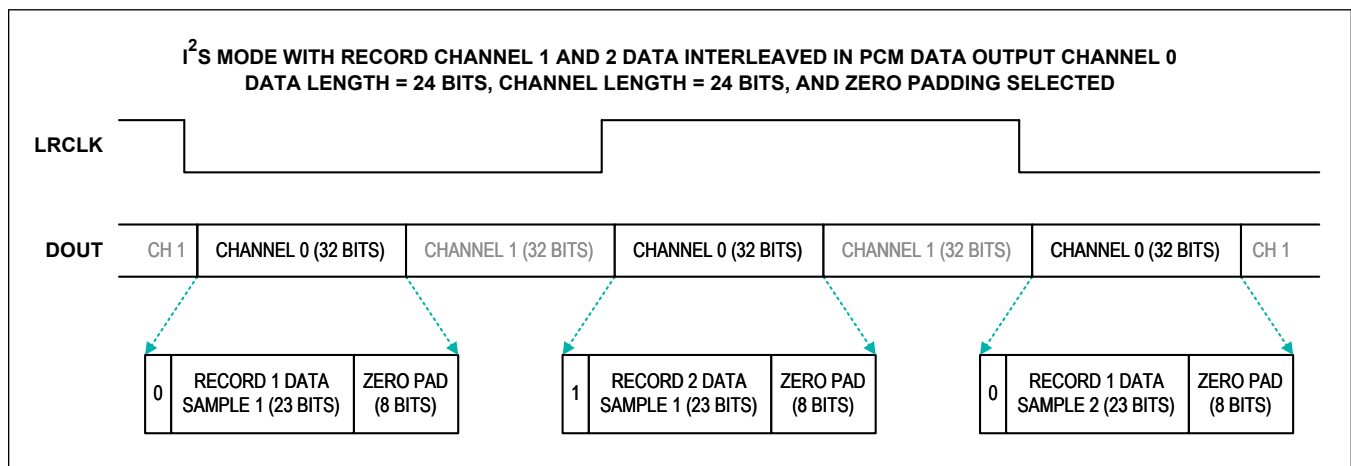 I²S MODE WITH RECORD CHANNEL 1 AND 2 DATA INTERLEAVED IN PCM DATA OUTPUT CHANNEL 0
DATA LENGTH = 24 BITS, CHANNEL LENGTH = 24 BITS, AND ZERO PADDING SELECTED
LRCLK
DOUT
CH 1
CHANNEL 0 (32 BITS)
CHANNEL 1 (32 BITS)
CHANNEL 0 (32 BITS)
CHANNEL 1 (32 BITS)
CHANNEL 0 (32 BITS)
CH 1
0
RECORD 1 DATA
SAMPLE 1 (23 BITS)
ZERO PAD
(8 BITS)
1
RECORD 2 DATA
SAMPLE 1 (23 BITS)
ZERO PAD
(8 BITS)
0
RECORD 1 DATA
SAMPLE 2 (23 BITS)
ZERO PAD
(8 BITS)